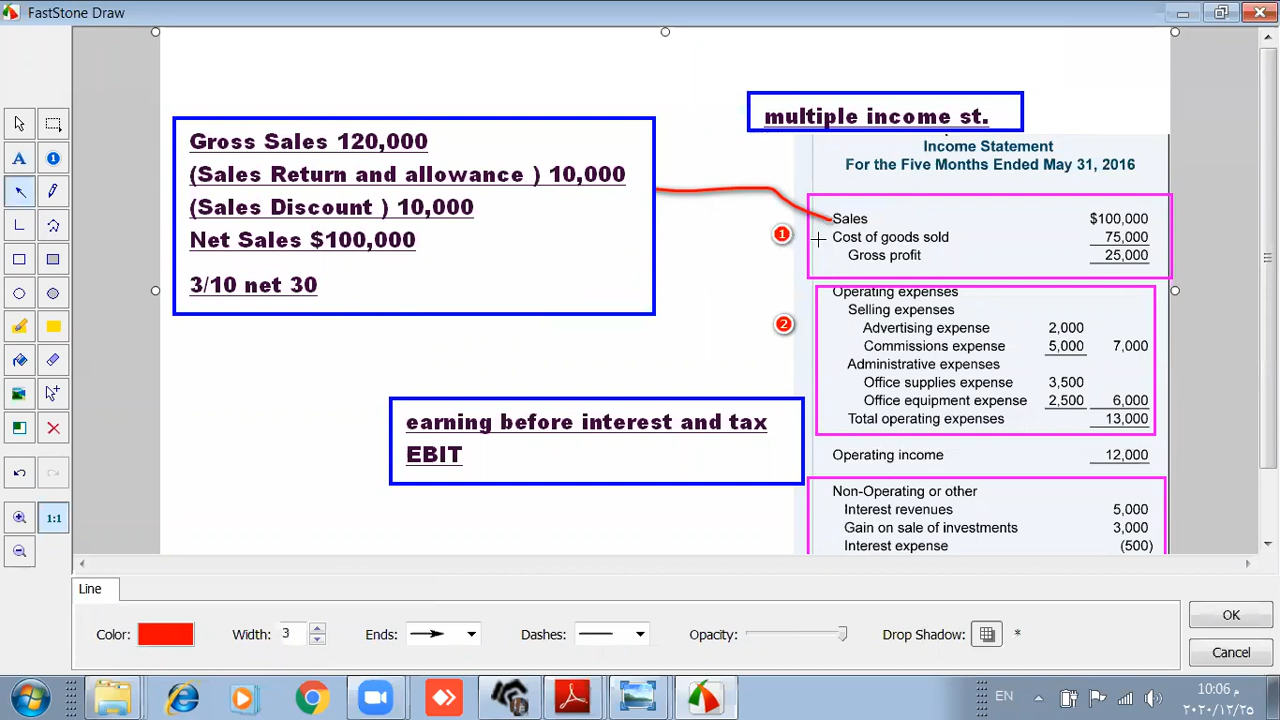 FastStone Draw
multiple income st.
Gross Sales 120,000
(Sales Return and allowance ) 10,000
(Sales Discount ) 10,000
Net Sales $100,000
3/10 net 30
Income Statement
For the Five Months Ended May 31, 2016
1
Sales $100,000
Cost of goods sold 75,000
Gross profit 25,000
2
Operating expenses
Selling expenses
Advertising expense 2,000
Commissions expense 5,000 7,000
Administrative expenses
Office supplies expense 3,500
Office equipment expense 2,500 6,000
Total operating expenses 13,000
earning before interest and tax
EBIT
Operating income 12,000
Non-Operating or other
Interest revenues 5,000
Gain on sale of investments 3,000
Interest expense (500)
A 1
1:1
Line
Color: Width: 3 Ends: Dashes: Opacity: Drop Shadow: *
OK
Cancel
EN
10:06 م
٢٠٢٠/١٢/٢٥